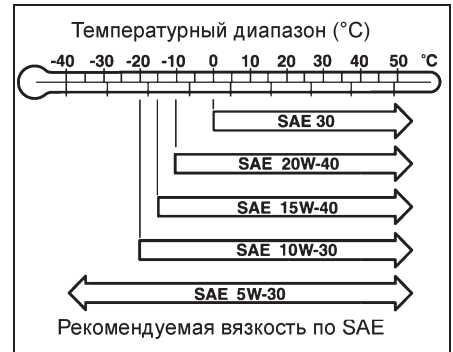 Температурный диапазон (°C)
-40 -30 -20 -10 0 10 20 30 40 50 °C
SAE 30
SAE 20W-40
SAE 15W-40
SAE 10W-30
SAE 5W-30
Рекомендуемая вязкость по SAE